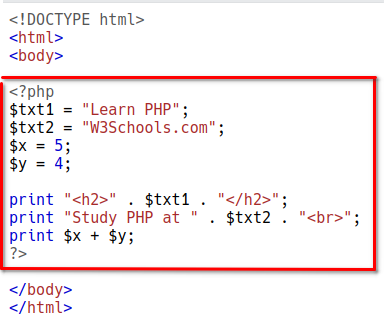 <!DOCTYPE html>
<html>
<body>
<?php
$txt1 = "Learn PHP";
$txt2 = "W3Schools.com";
$x = 5;
$y = 4;
print "<h2>" . $txt1 . "</h2>";
print "Study PHP at " . $txt2 . "<br>";
print $x + $y;
?>
</body>
</html>